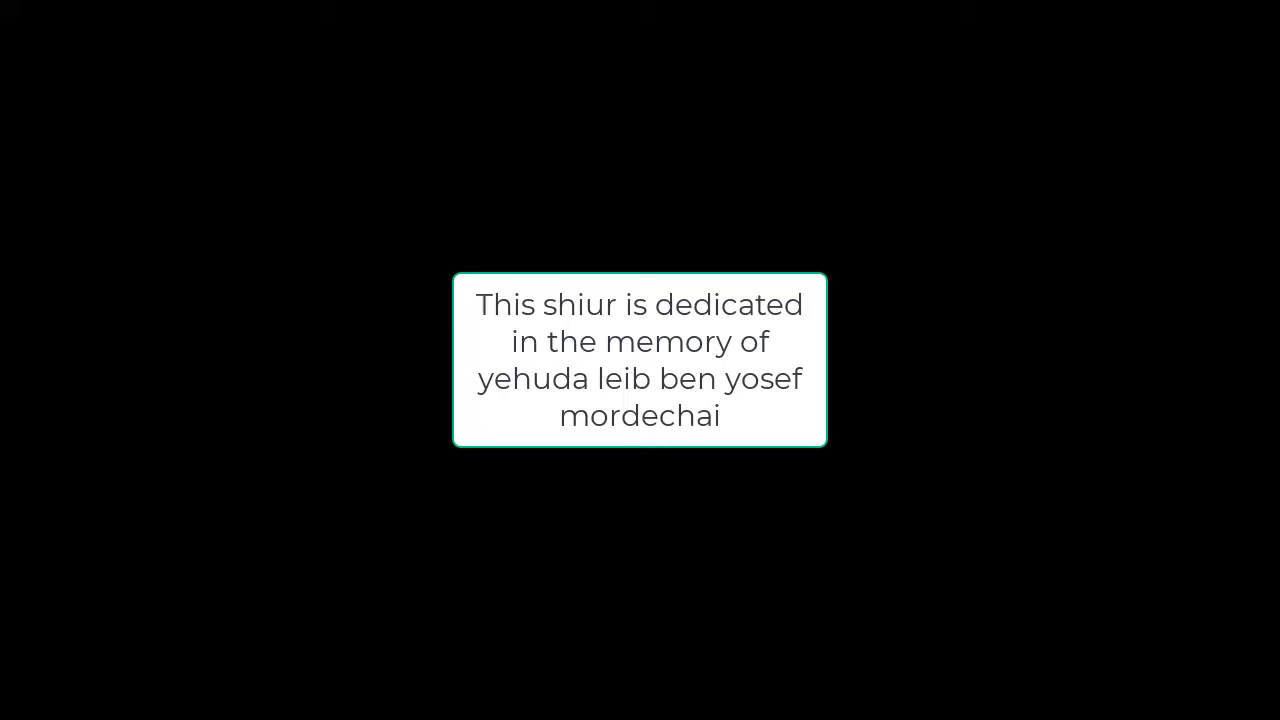 This shiur is dedicated
in the memory of
yehuda leib ben yosef
mordechai